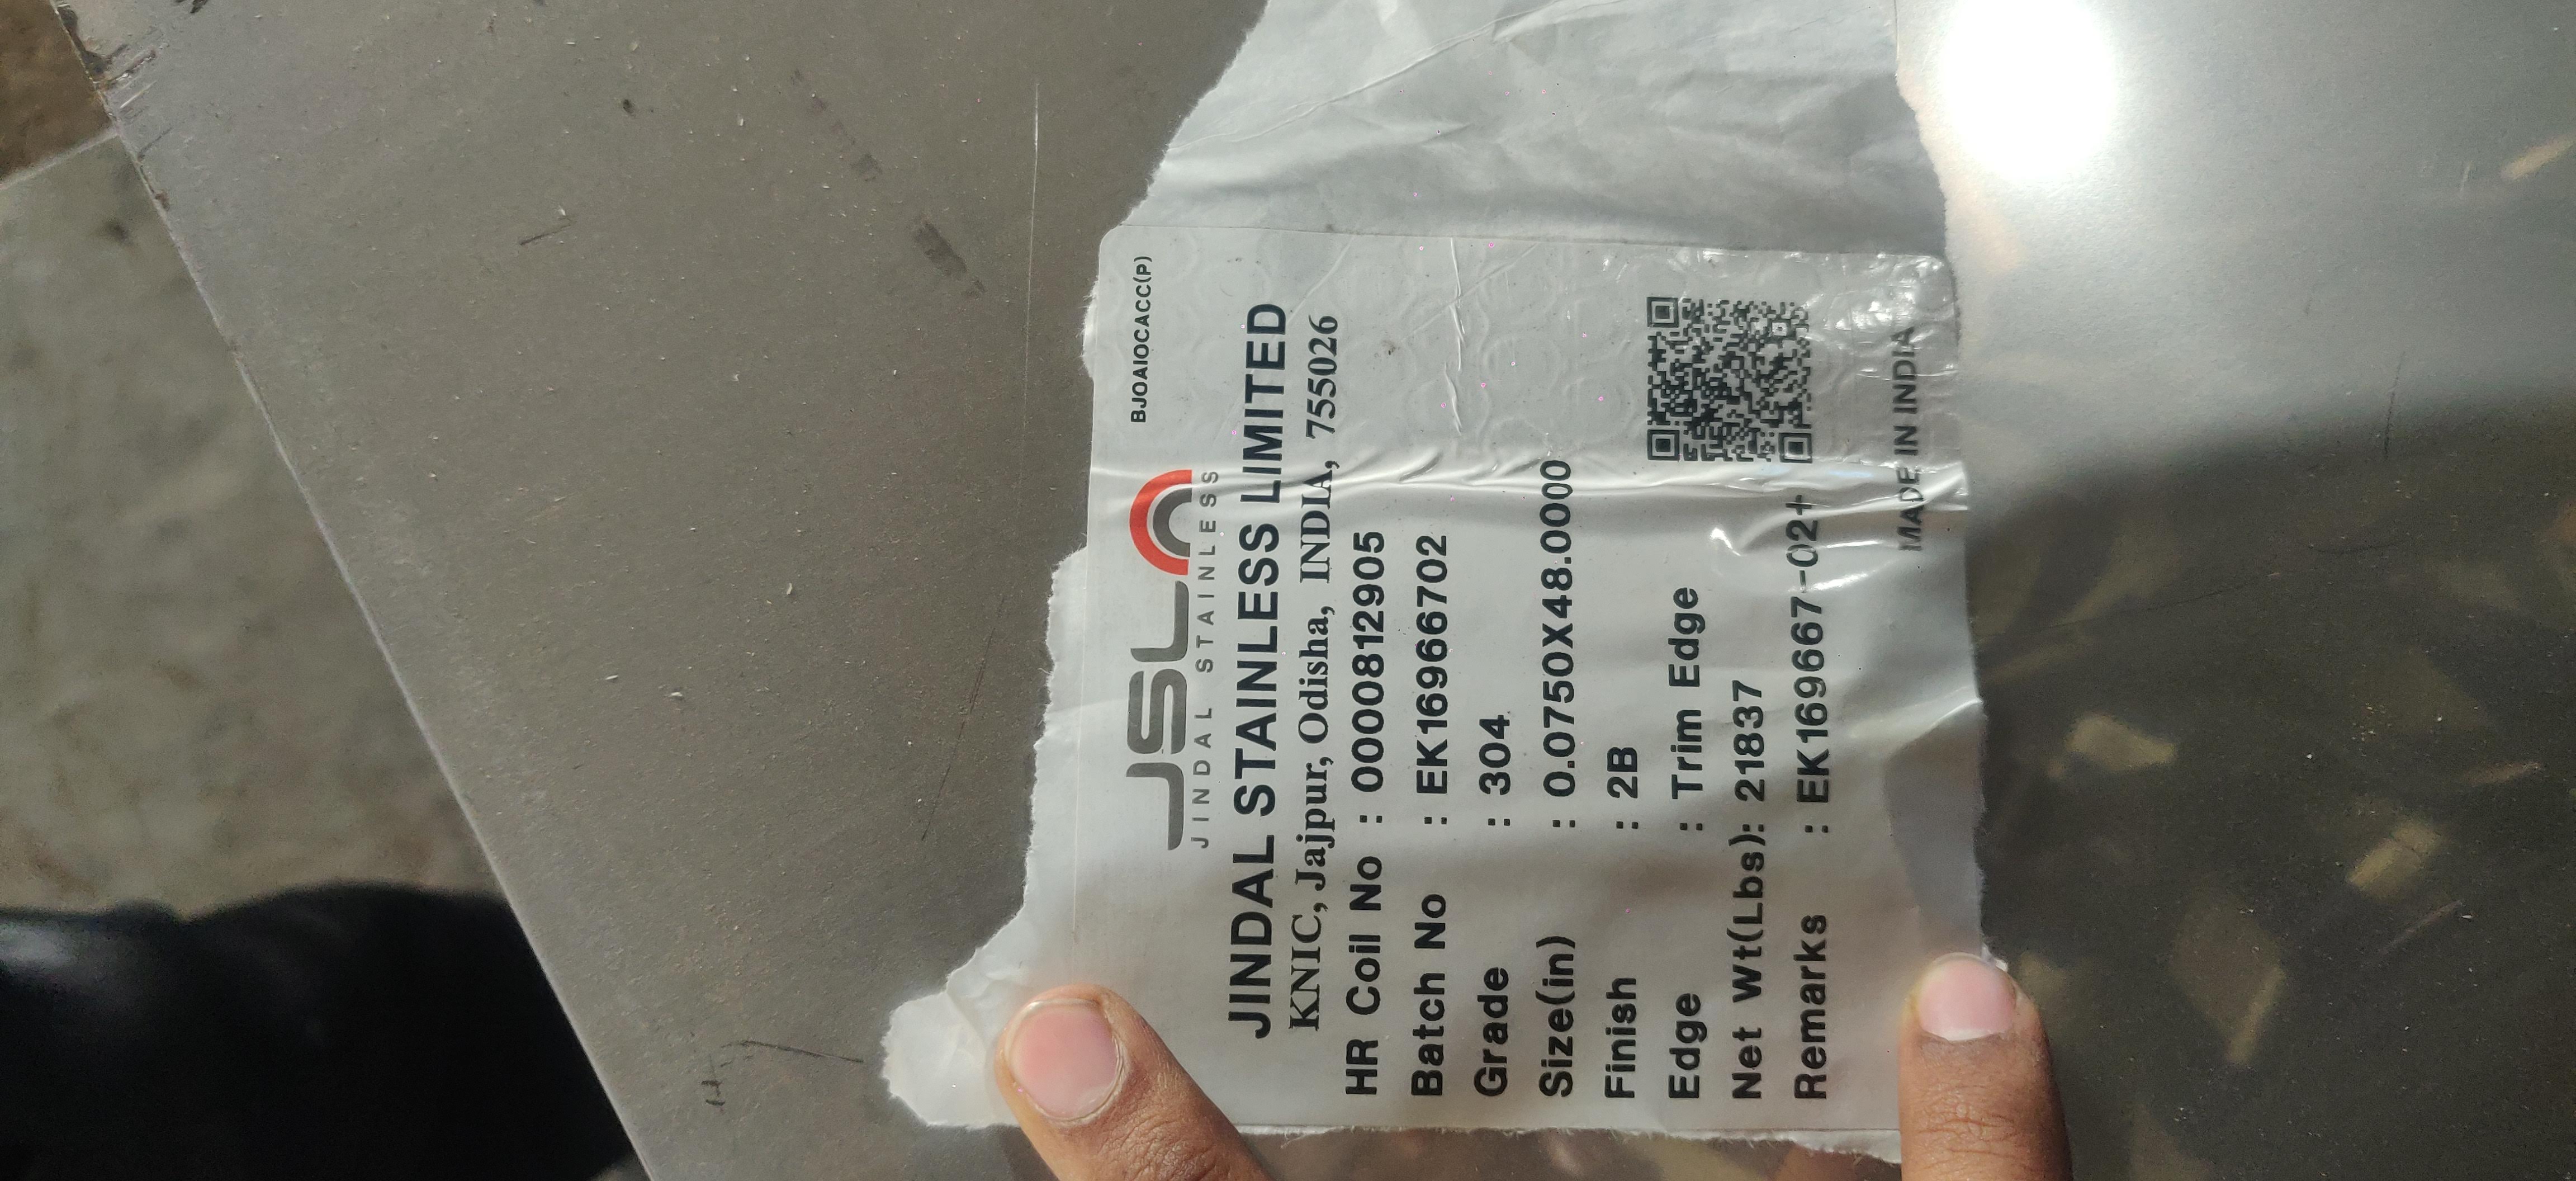 BJOAIOCACC(P)
JSL
JINDAL STAINLESS
JINDAL STAINLESS LIMITED
KNIC, Jajpur, Odisha, INDIA, 755026
HR Coil No : 0000812905
Batch No : EK16966702
Grade : 304
Size(in) : 0.0750X48.0000
Finish : 2B
Edge : Trim Edge
Net Wt(Lbs): 21837
Remarks : EK169667-02+
MADE IN INDIA